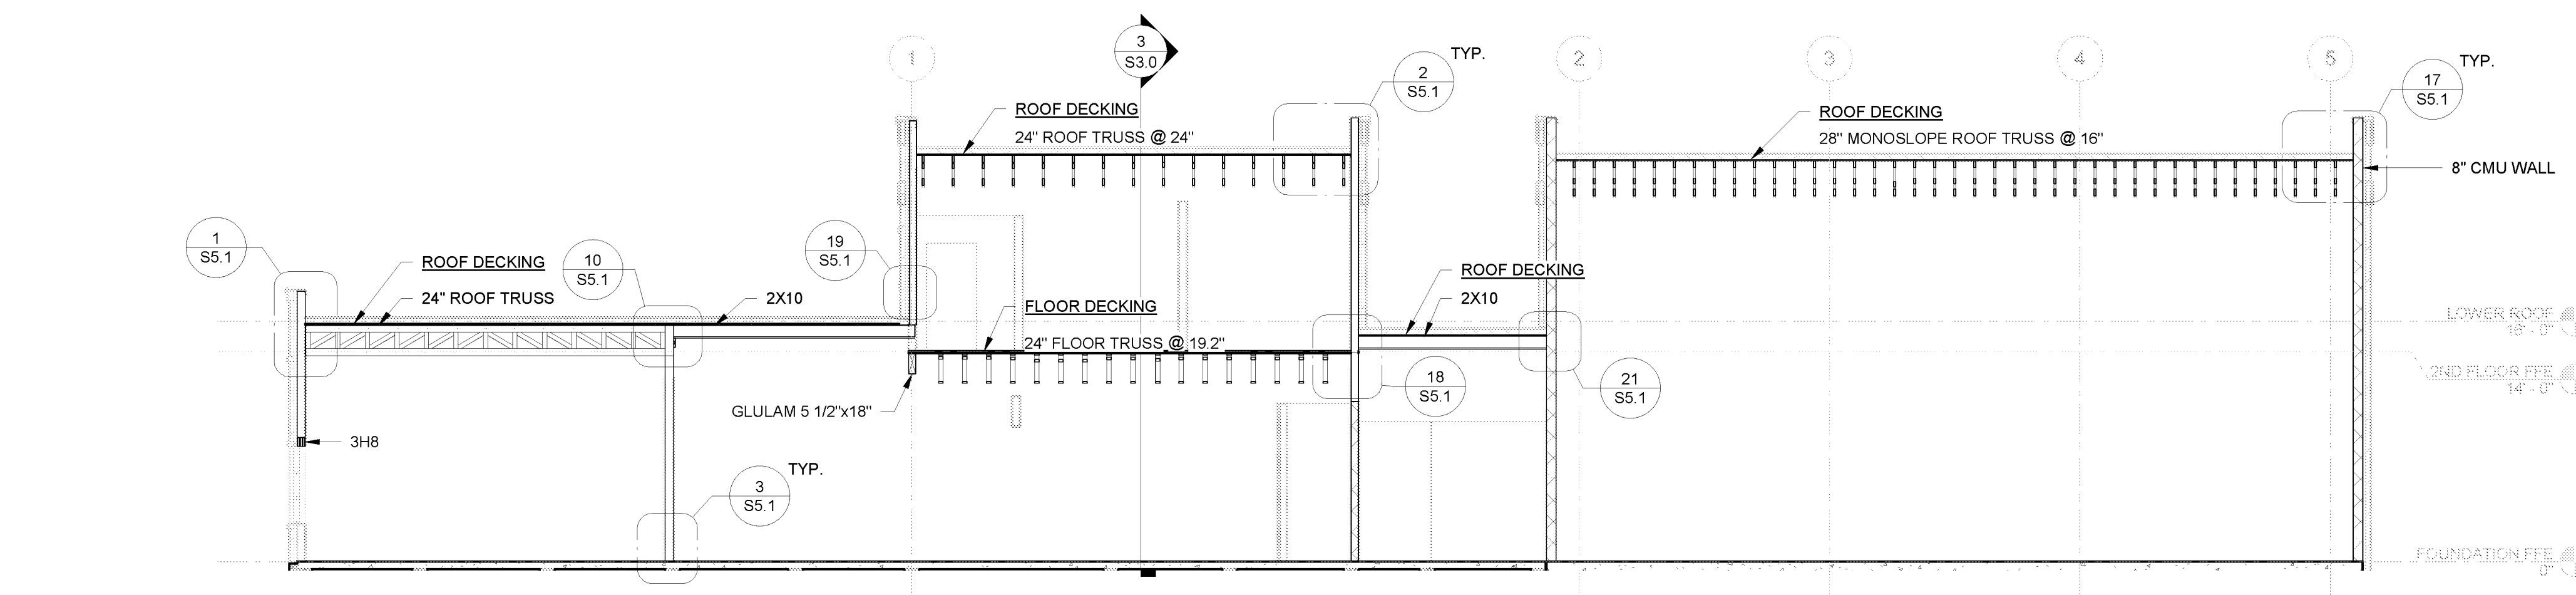 1
3
S3.0
2
S5.1
TYP.
2
3
4
5
17
S5.1
TYP.
ROOF DECKING
24" ROOF TRUSS @ 24"
ROOF DECKING
28" MONOSLOPE ROOF TRUSS @ 16"
8" CMU WALL
1
S5.1
ROOF DECKING
24" ROOF TRUSS
10
S5.1
2X10
19
S5.1
FLOOR DECKING
24" FLOOR TRUSS @ 19.2"
ROOF DECKING
2X10
LOWER ROOF
16' - 0"
2ND FLOOR FFE
14' - 0"
18
S5.1
21
S5.1
GLULAM 5 1/2"x18"
3H8
3
S5.1
TYP.
FOUNDATION FFE
0"